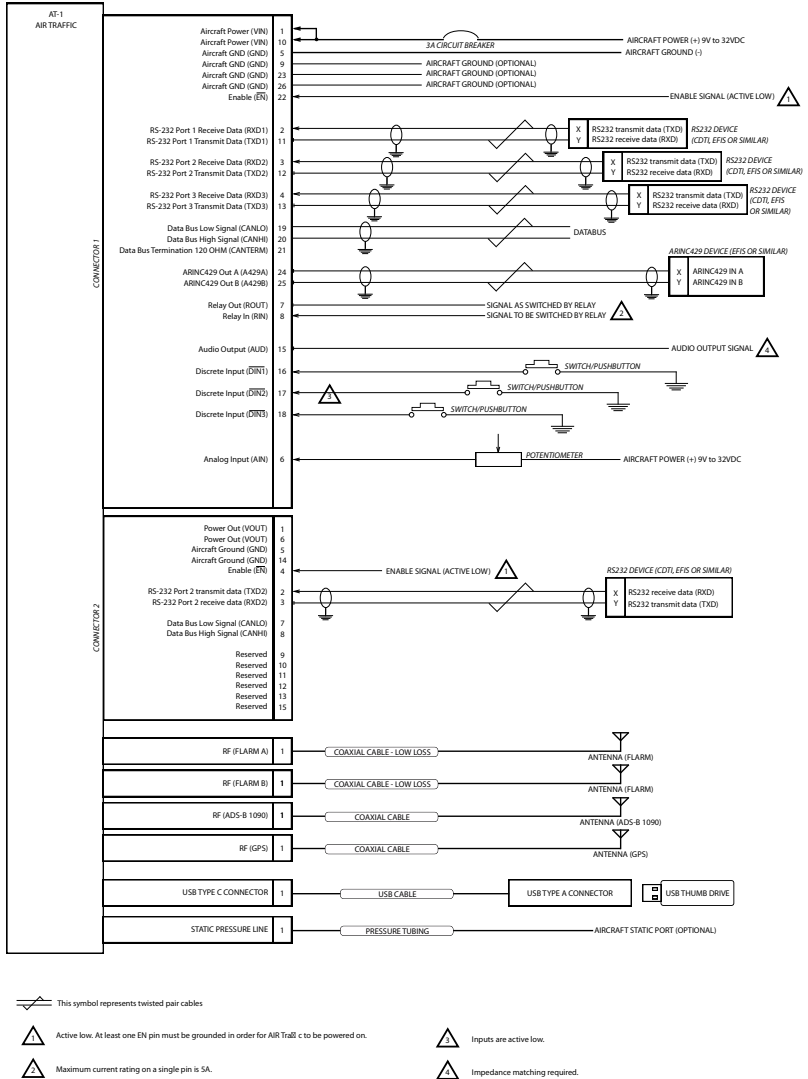 AT-1
AIR TRAFFIC
CONNECTOR 1
Aircraft Power (VIN) 1
Aircraft Power (VIN) 10
Aircraft GND (GND) 5
Aircraft GND (GND) 9
Aircraft GND (GND) 23
Aircraft GND (GND) 26
Enable (EN) 22
3A CIRCUIT BREAKER
AIRCRAFT POWER (+) 9V to 32VDC
AIRCRAFT GROUND (-)
AIRCRAFT GROUND (OPTIONAL)
AIRCRAFT GROUND (OPTIONAL)
AIRCRAFT GROUND (OPTIONAL)
ENABLE SIGNAL (ACTIVE LOW) 1
RS-232 Port 1 Receive Data (RXD1) 2
RS-232 Port 1 Transmit Data (TXD1) 11
X RS232 transmit data (TXD)
Y RS232 receive data (RXD)
RS232 DEVICE
(CDTI, EFIS OR SIMILAR)
RS-232 Port 2 Receive Data (RXD2) 3
RS-232 Port 2 Transmit Data (TXD2) 12
X RS232 transmit data (TXD)
Y RS232 receive data (RXD)
RS232 DEVICE
(CDTI, EFIS OR SIMILAR)
RS-232 Port 3 Receive Data (RXD3) 4
RS-232 Port 3 Transmit Data (TXD3) 13
X RS232 transmit data (TXD)
Y RS232 receive data (RXD)
RS232 DEVICE
(CDTI, EFIS
OR SIMILAR)
Data Bus Low Signal (CANLO) 19
Data Bus High Signal (CANHI) 20
Data Bus Termination 120 OHM (CANTERM) 21
DATABUS
ARINC429 Out A (A429A) 24
ARINC429 Out B (A429B) 25
ARINC429 DEVICE (EFIS OR SIMILAR)
X ARINC429 IN A
Y ARINC429 IN B
Relay Out (ROUT) 7
Relay In (RIN) 8
SIGNAL AS SWITCHED BY RELAY
SIGNAL TO BE SWITCHED BY RELAY 2
Audio Output (AUD) 15
AUDIO OUTPUT SIGNAL 4
Discrete Input (DIN1) 16
SWITCH/PUSHBUTTON
Discrete Input (DIN2) 17
3
SWITCH/PUSHBUTTON
Discrete Input (DIN3) 18
SWITCH/PUSHBUTTON
Analog Input (AIN) 6
POTENTIOMETER
AIRCRAFT POWER (+) 9V to 32VDC
CONNECTOR 2
Power Out (VOUT) 1
Power Out (VOUT) 6
Aircraft Ground (GND) 5
Aircraft Ground (GND) 14
Enable (EN) 4
ENABLE SIGNAL (ACTIVE LOW) 1
RS-232 Port 2 transmit data (TXD2) 2
RS-232 Port 2 receive data (RXD2) 3
RS232 DEVICE (CDTI, EFIS OR SIMILAR)
X RS232 receive data (RXD)
Y RS232 transmit data (TXD)
Data Bus Low Signal (CANLO) 7
Data Bus High Signal (CANHI) 8
Reserved 9
Reserved 10
Reserved 11
Reserved 12
Reserved 13
Reserved 15
RF (FLARM A) 1
COAXIAL CABLE - LOW LOSS
ANTENNA (FLARM)
RF (FLARM B) 1
COAXIAL CABLE - LOW LOSS
ANTENNA (FLARM)
RF (ADS-B 1090) 1
COAXIAL CABLE
ANTENNA (ADS-B 1090)
RF (GPS) 1
COAXIAL CABLE
ANTENNA (GPS)
USB TYPE C CONNECTOR 1
USB CABLE
USB TYPE A CONNECTOR
USB THUMB DRIVE
STATIC PRESSURE LINE 1
PRESSURE TUBING
AIRCRAFT STATIC PORT (OPTIONAL)
This symbol represents twisted pair cables
1 Active low. At least one EN pin must be grounded in order for AIR Tra☒ c to be powered on.
2 Maximum current rating on a single pin is 5A.
3 Inputs are active low.
4 Impedance matching required.